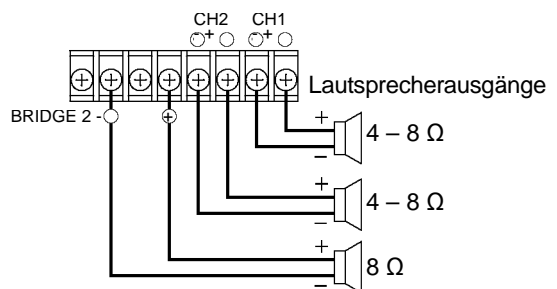 CH2 CH1
- + - +
Lautsprecherausgänge
BRIDGE 2 - +
+
4 – 8 Ω
–
+
4 – 8 Ω
–
+
8 Ω
–